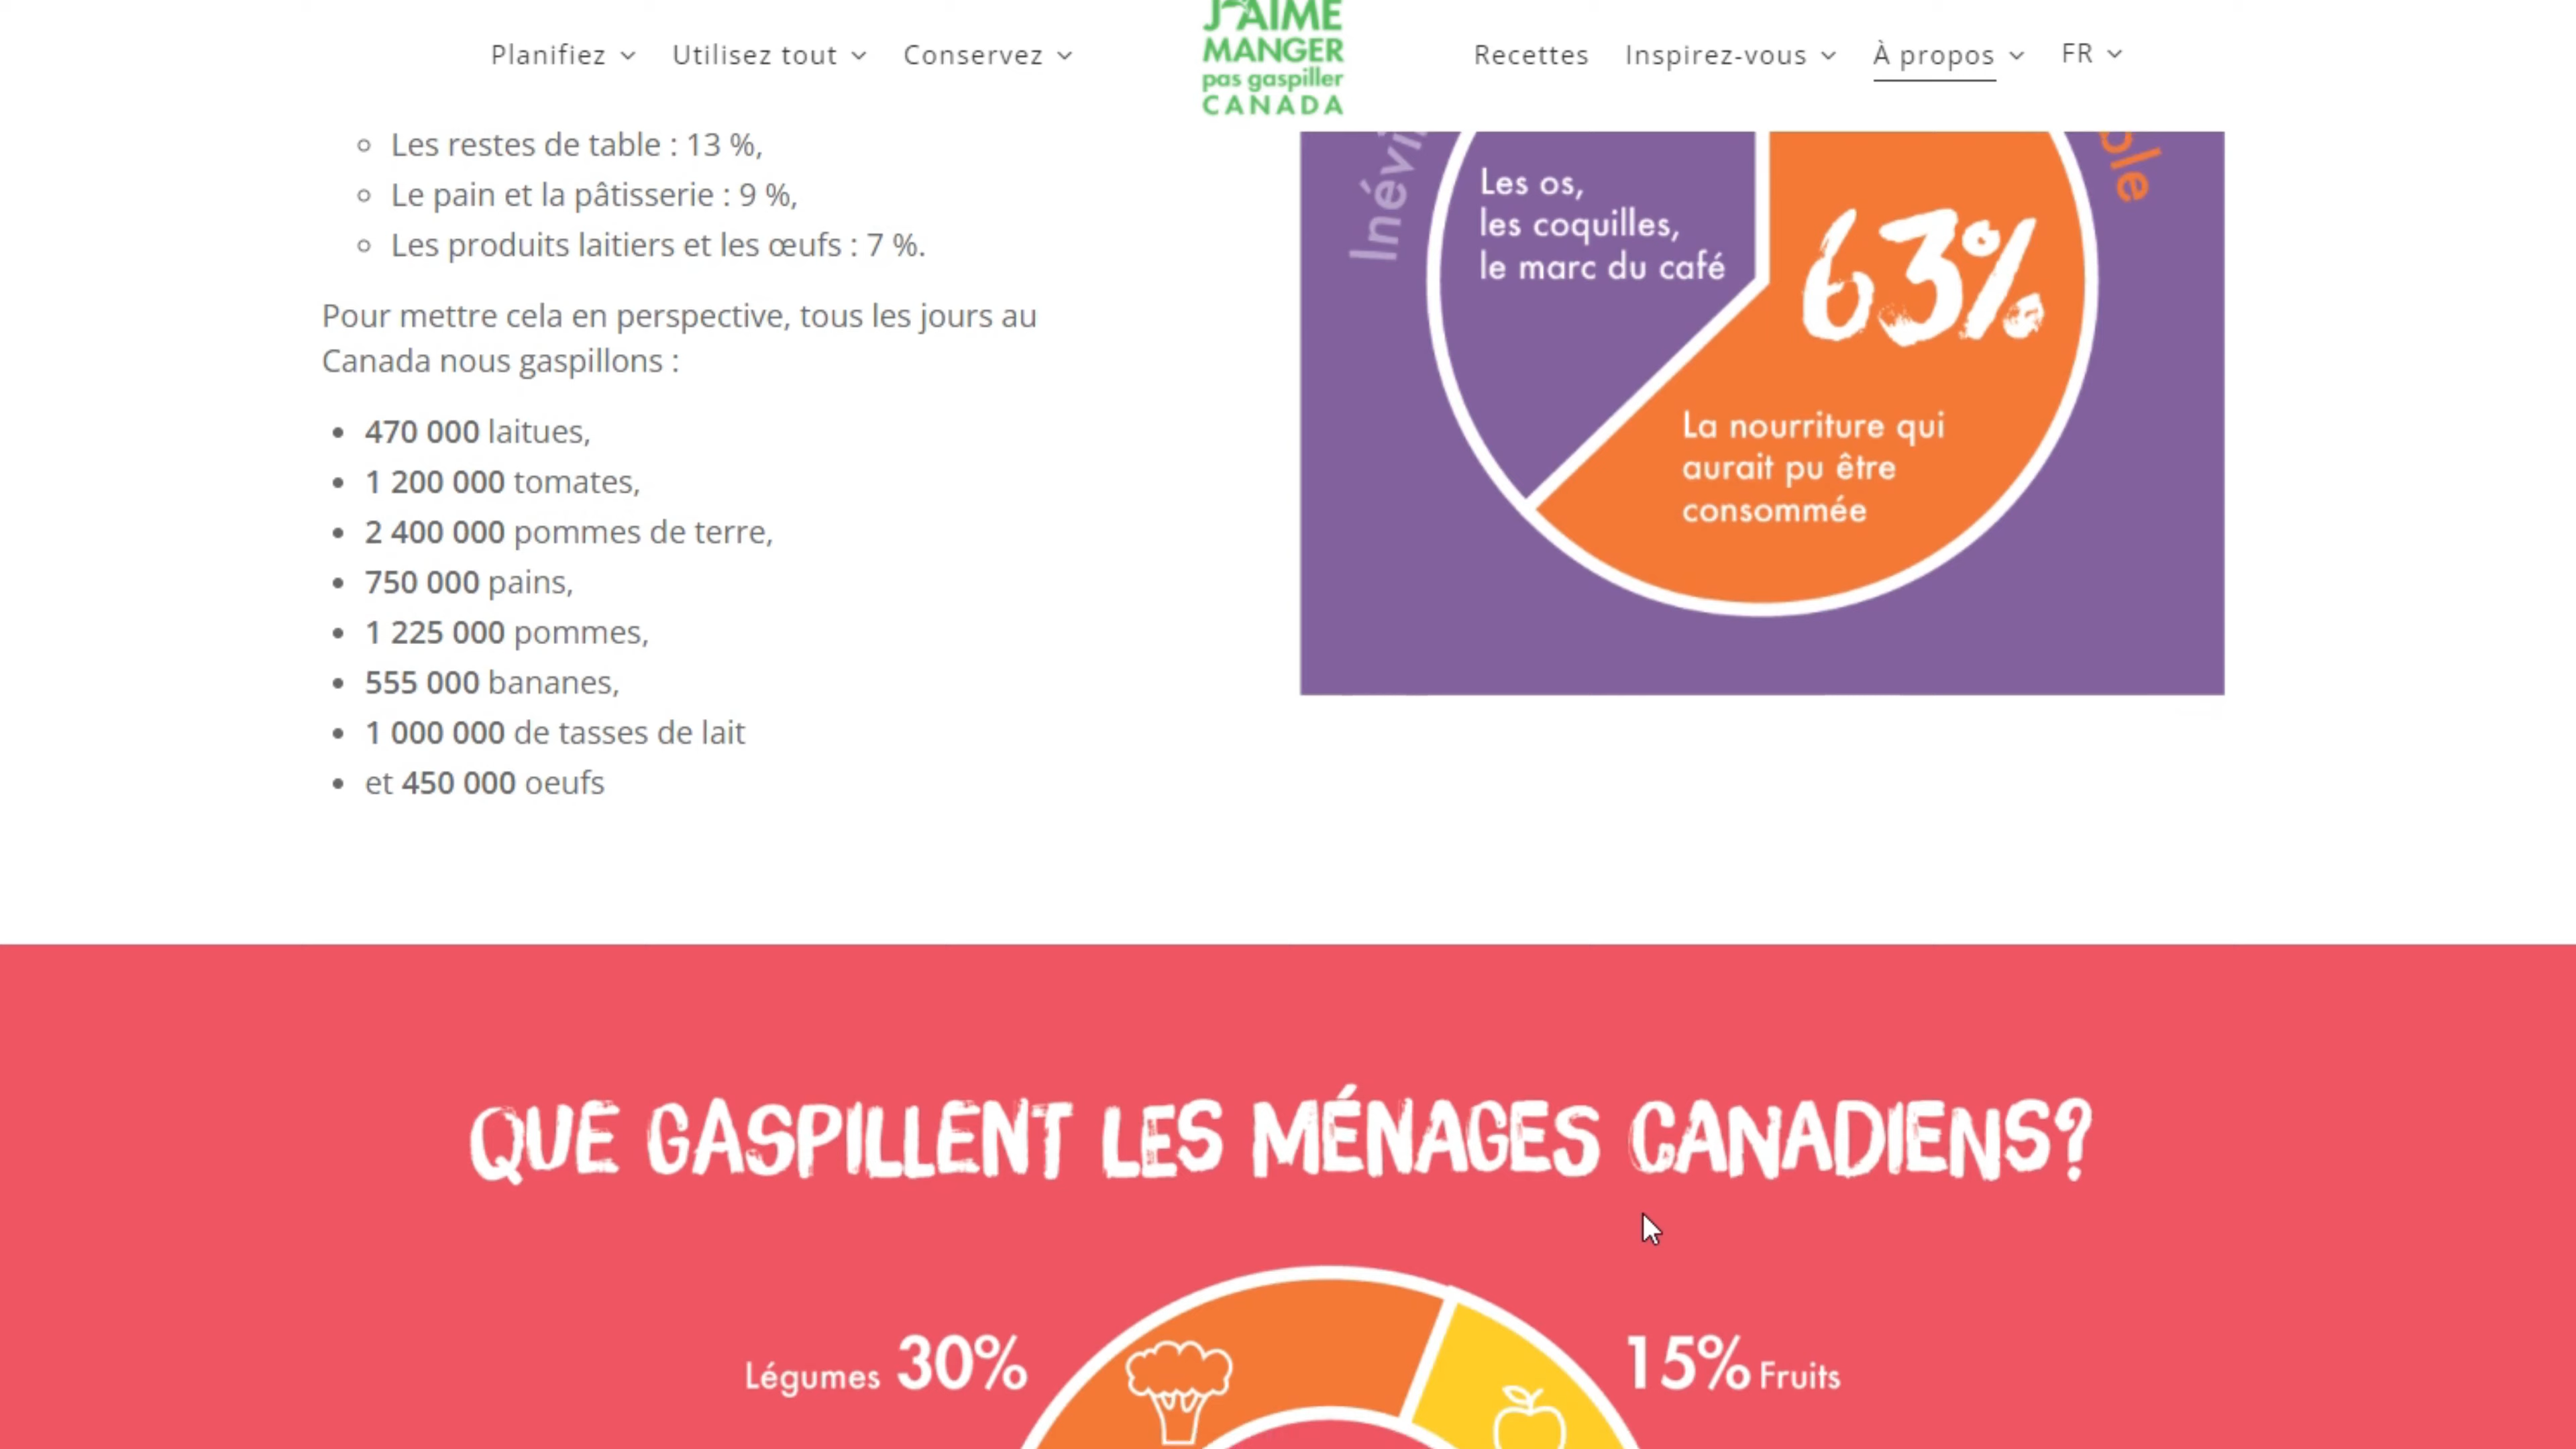 J'AIME
MANGER
pas gaspiller
CANADA
Planifiez
Utilisez tout
Conservez
Recettes
Inspirez-vous
À propos
FR
Les restes de table : 13 %,
Le pain et la pâtisserie : 9 %,
Les produits laitiers et les œufs : 7 %.
Pour mettre cela en perspective, tous les jours au
Canada nous gaspillons :
470 000 laitues,
1 200 000 tomates,
2 400 000 pommes de terre,
750 000 pains,
1 225 000 pommes,
555 000 bananes,
1 000 000 de tasses de lait
et 450 000 oeufs
Les os,
les coquilles,
le marc du café
63%
La nourriture qui
aurait pu être
consommée
QUE GASPILLENT LES MÉNAGES CANADIENS?
Légumes 30%
15% Fruits